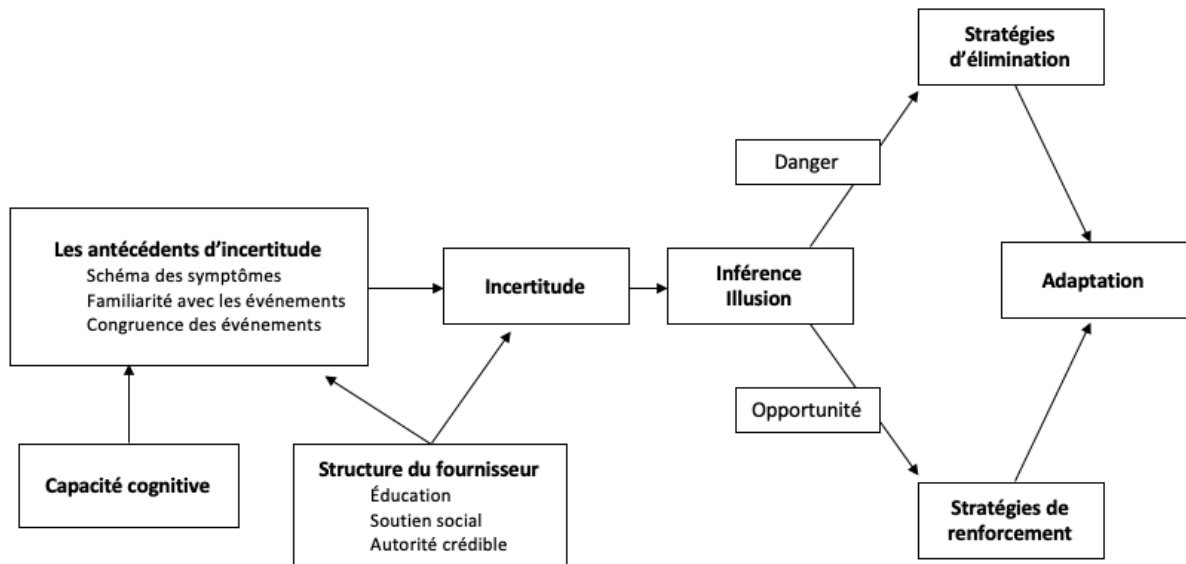 Stratégies
d'élimination
Danger
Les antécédents d'incertitude
Schéma des symptômes
Familiarité avec les événements
Congruence des événements
Incertitude
Inférence
Illusion
Adaptation
Opportunité
Capacité cognitive
Structure du fournisseur
Éducation
Soutien social
Autorité crédible
Stratégies de
renforcement